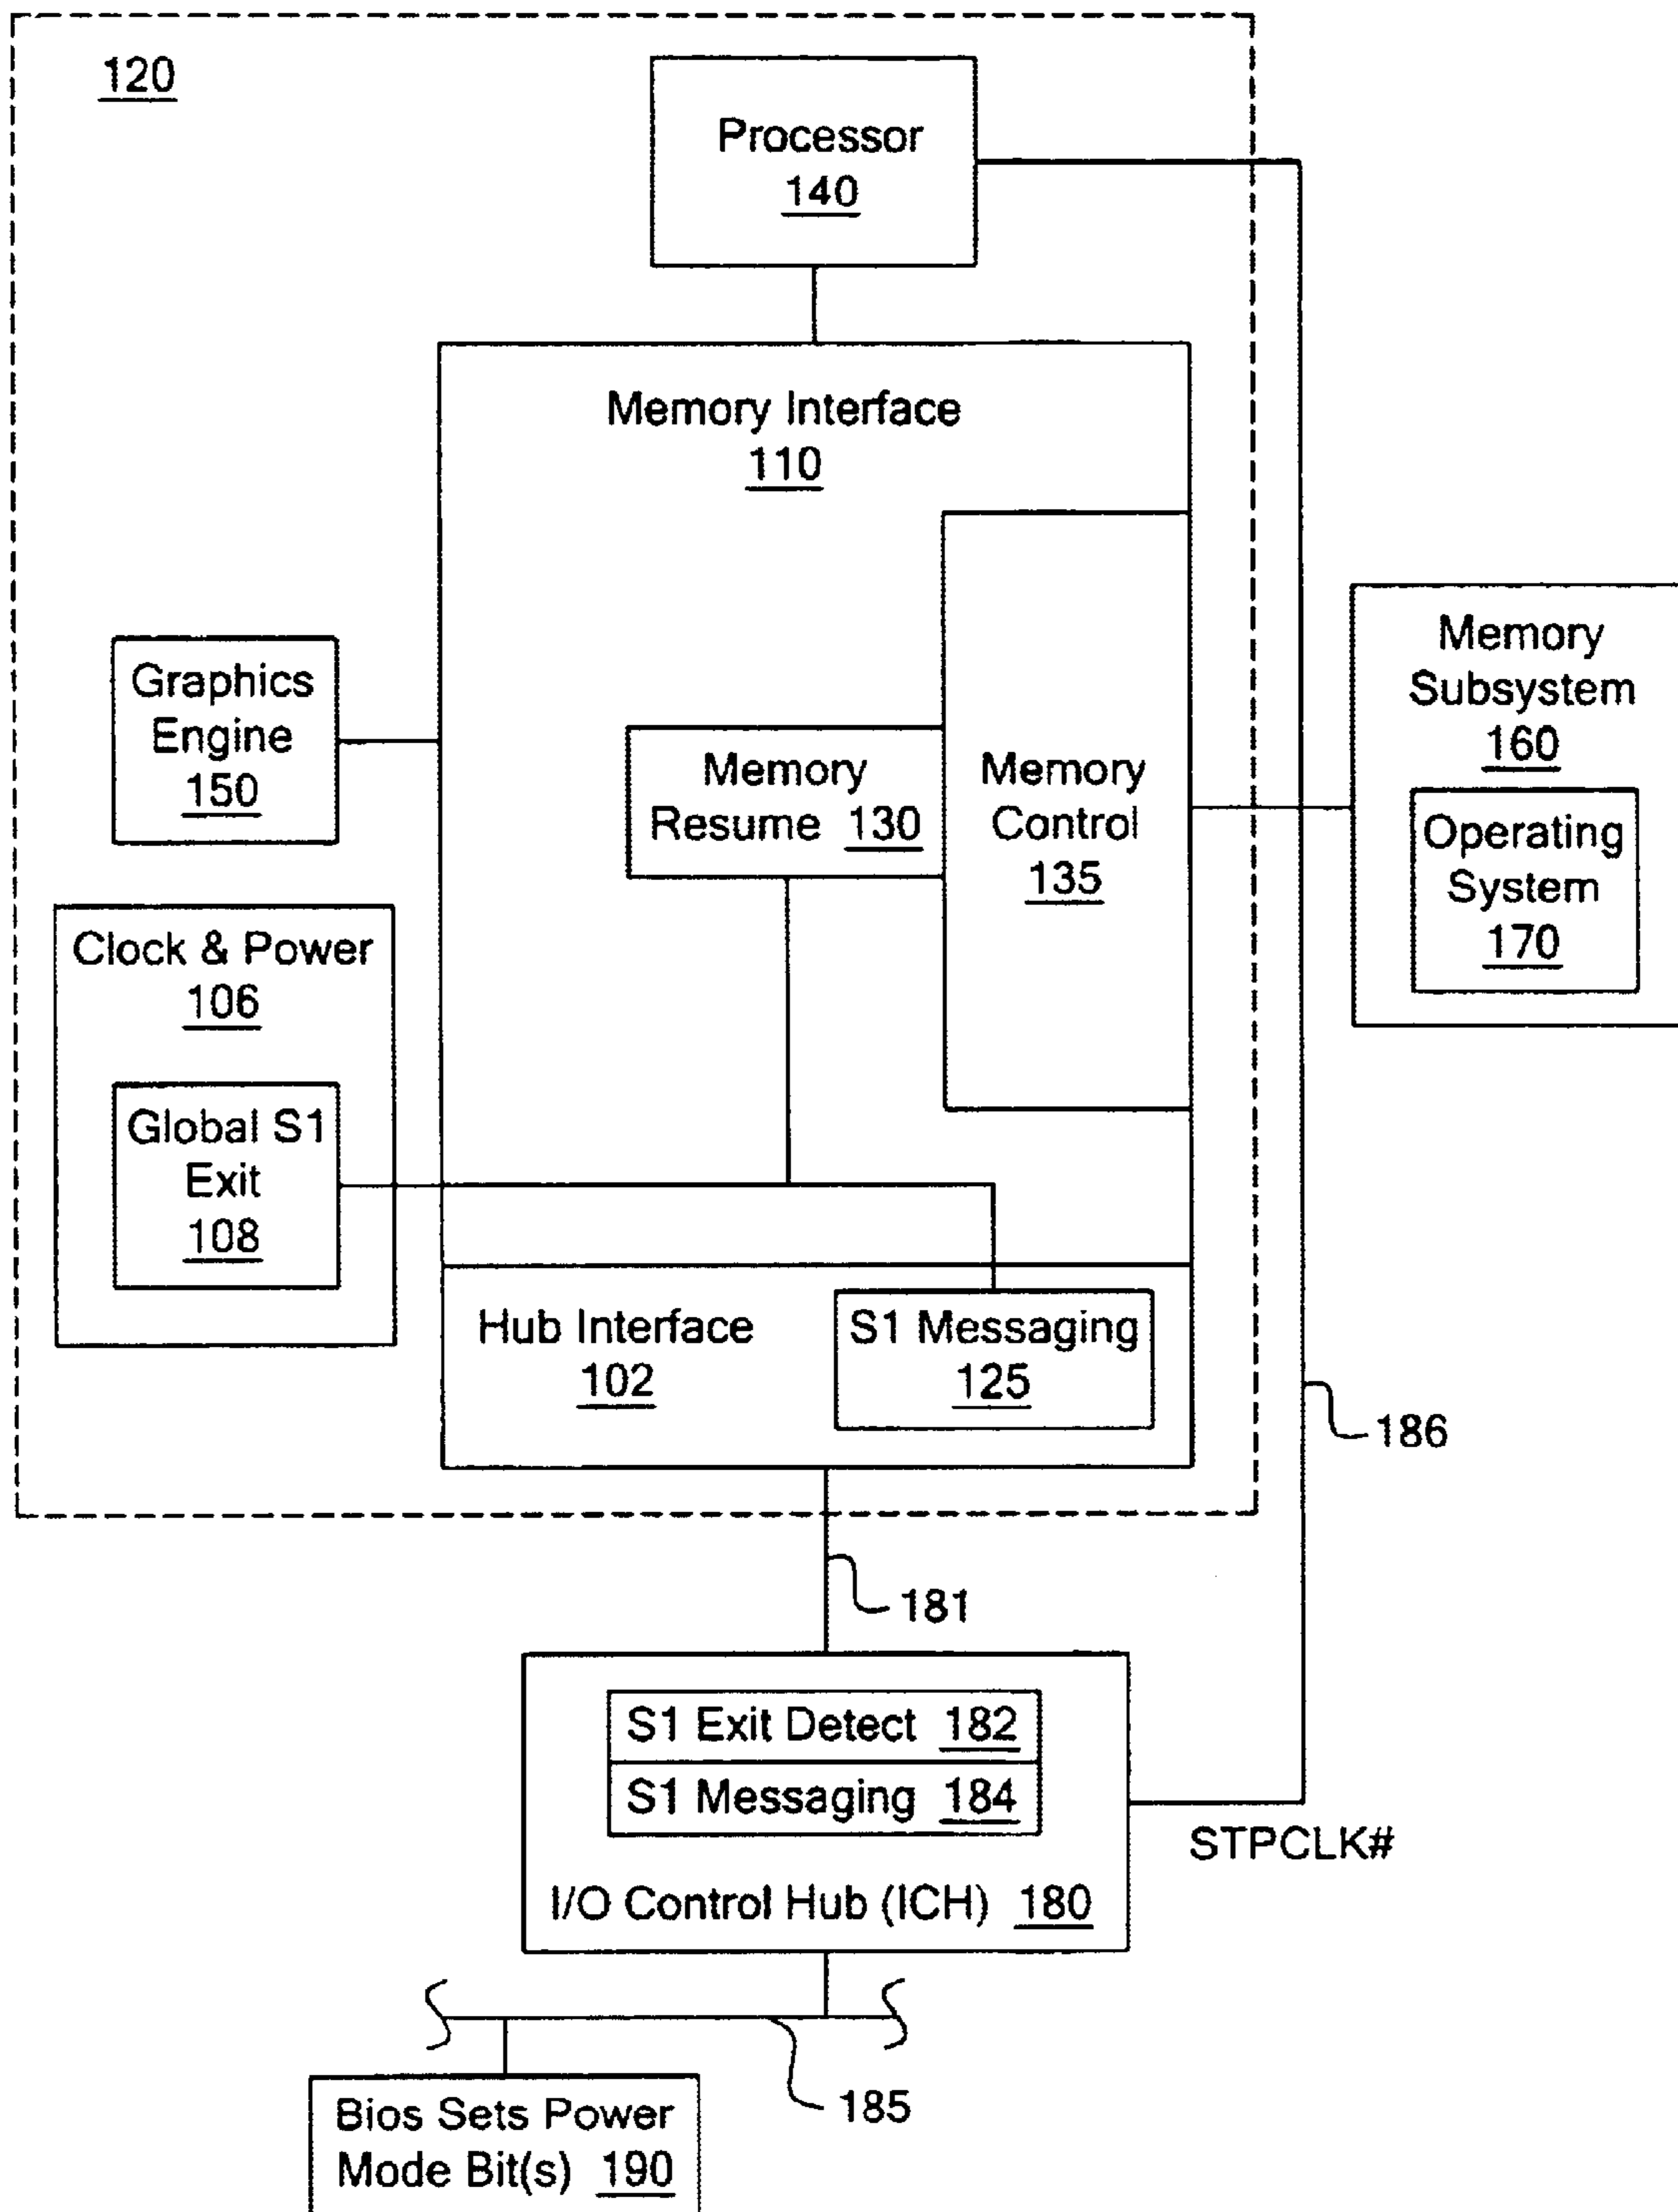 120
Processor
140
Memory Interface
110
Memory
Subsystem
160
Graphics
Engine
150
Memory
Resume 130
Memory
Control
135
Operating
System
170
Clock & Power
106
Global S1
Exit
108
Hub Interface
102
S1 Messaging
125
186
181
S1 Exit Detect 182
S1 Messaging 184
STPCLK#
I/O Control Hub (ICH) 180
185
Bios Sets Power
Mode Bit(s) 190